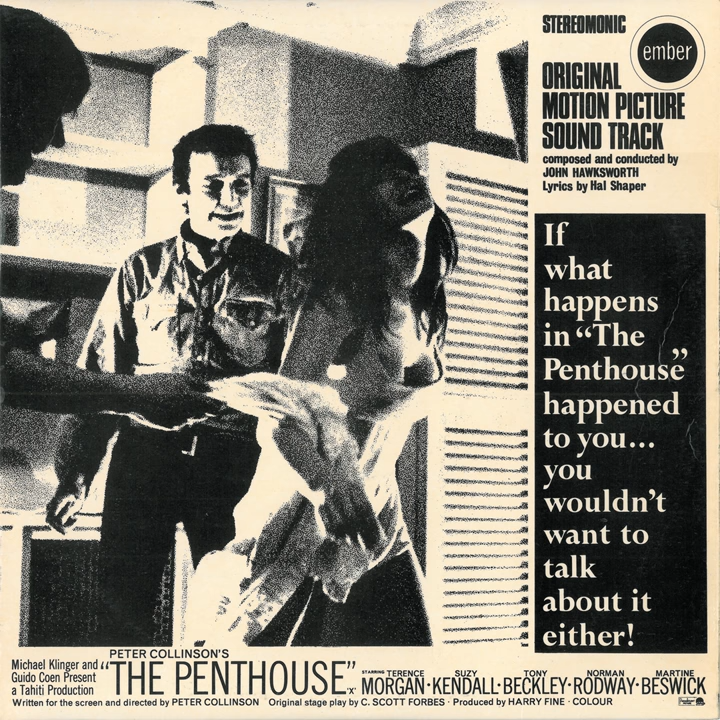 STEREOMONIC
ember
ORIGINAL
MOTION PICTURE
SOUND TRACK
composed and conducted by
JOHN HAWKSWORTH
Lyrics by Hal Shaper
If
what
happens
in “The
Penthouse”
happened
to you...
you
wouldn’t
want to
talk
about it
either!
Michael Klinger and
Guido Coen Present
a Tahiti Production
PETER COLLINSON'S
“THE PENTHOUSE” ‘X’
STARRING TERENCE MORGAN · SUZY KENDALL · TONY BECKLEY · NORMAN RODWAY · MARTINE BESWICK
Written for the screen and directed by PETER COLLINSON Original stage play by C. SCOTT FORBES · Produced by HARRY FINE · COLOUR